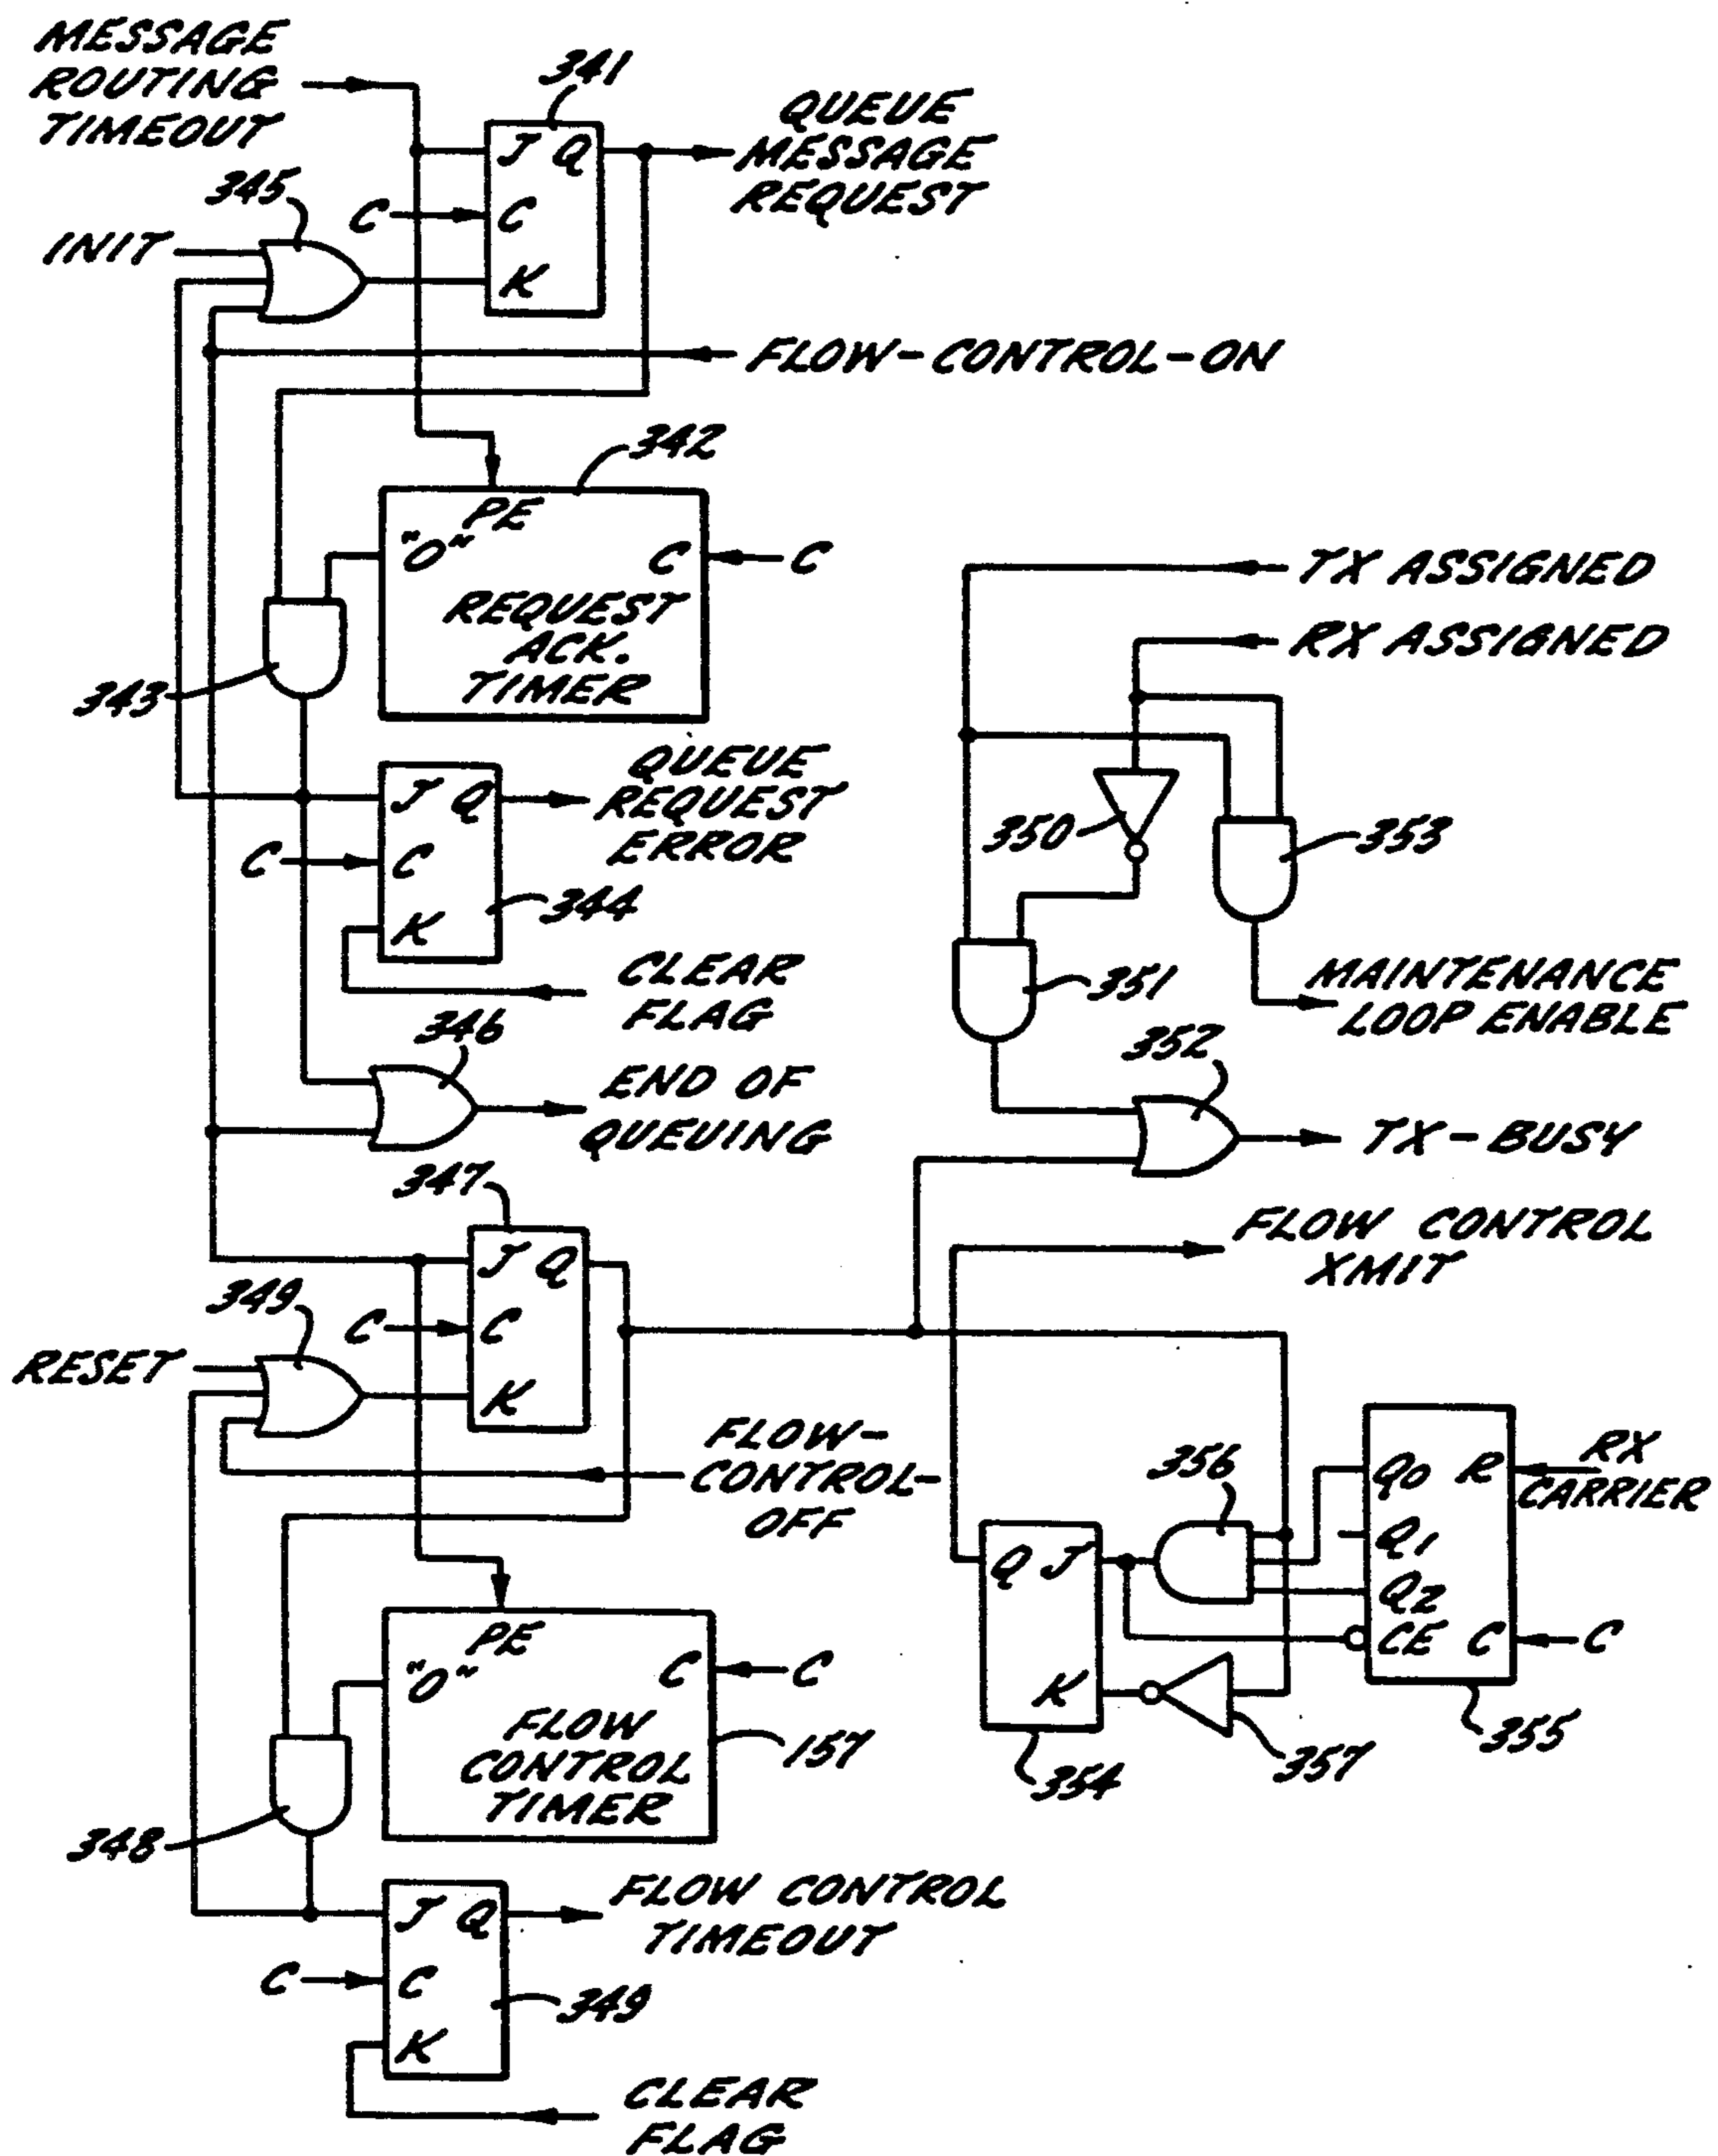 MESSAGE
ROUTING
TIMEOUT
341
J Q
C
C
K
QUEUE
MESSAGE
REQUEST
345
INIT
FLOW-CONTROL-ON
342
PE
"O"
C
C
REQUEST
ACK.
TIMER
343
J Q
C
C
K
QUEUE
REQUEST
ERROR
344
CLEAR
FLAG
346
END OF
QUEUING
TX ASSIGNED
RX ASSIGNED
350
353
351
MAINTENANCE
LOOP ENABLE
352
TX-BUSY
FLOW CONTROL
XMIT
347
J Q
C
C
K
349
RESET
FLOW-
CONTROL-
OFF
356
Q0 R
RX
CARRIER
Q1
Q2
CE C
C
355
Q J
K
354
357
PE
"O"
C
C
FLOW
CONTROL
TIMER
157
348
J Q
C
C
K
FLOW CONTROL
TIMEOUT
349
CLEAR
FLAG